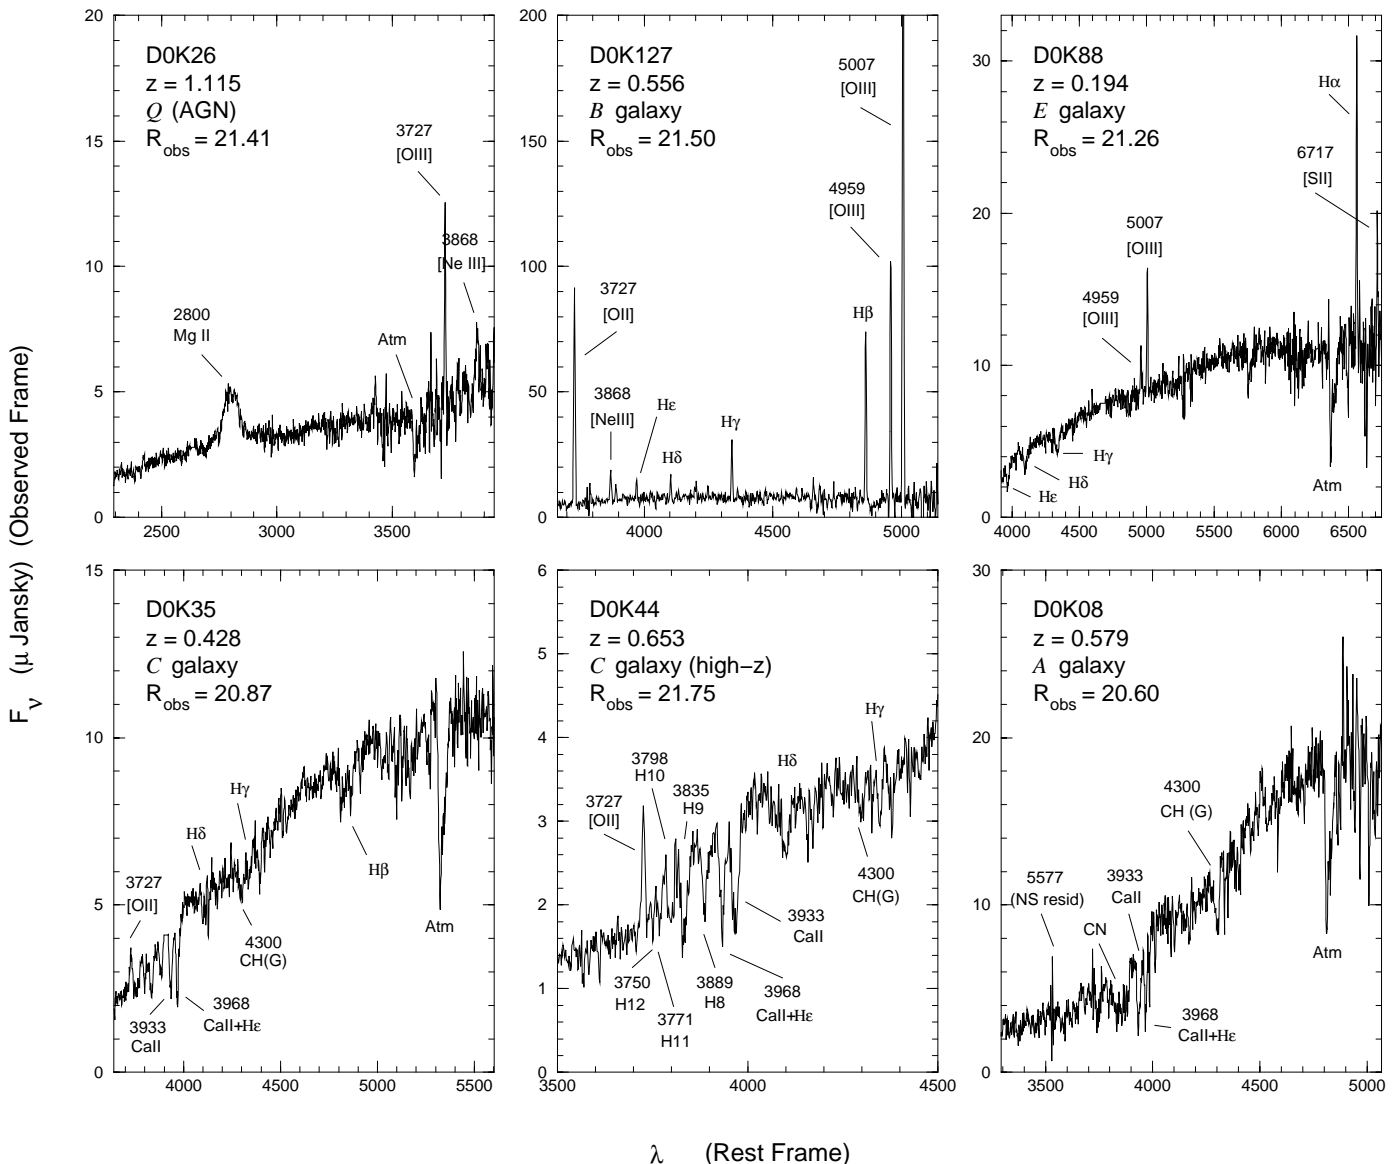 F_ν (μ Jansky) (Observed Frame)
D0K26
z = 1.115
Q (AGN)
R_obs = 21.41
3727
[OIII]
3868
[Ne III]
2800
Mg II
Atm
20
15
10
5
0
2500 3000 3500
D0K127
z = 0.556
B galaxy
R_obs = 21.50
5007
[OIII]
4959
[OIII]
3727
[OII]
Hβ
3868
[NeIII]
Hε
Hδ
Hγ
200
150
100
50
0
4000 4500 5000
D0K88
z = 0.194
E galaxy
R_obs = 21.26
Hα
6717
[SII]
5007
[OIII]
4959
[OIII]
Hγ
Hδ
Hε
Atm
30
20
10
0
4000 4500 5000 5500 6000 6500
D0K35
z = 0.428
C galaxy
R_obs = 20.87
Hγ
Hδ
3727
[OII]
Hβ
4300
CH(G)
Atm
3968
CaII+Hε
3933
CaII
15
10
5
0
4000 4500 5000 5500
D0K44
z = 0.653
C galaxy (high−z)
R_obs = 21.75
Hγ
Hδ
3798
H10
3835
H9
3727
[OII]
4300
CH(G)
3933
CaII
3750
H12
3771
H11
3889
H8
3968
CaII+Hε
6
5
4
3
2
1
0
3500 4000 4500
D0K08
z = 0.579
A galaxy
R_obs = 20.60
4300
CH (G)
5577
(NS resid)
3933
CaII
CN
Atm
3968
CaII+Hε
30
20
10
0
3500 4000 4500 5000
λ (Rest Frame)